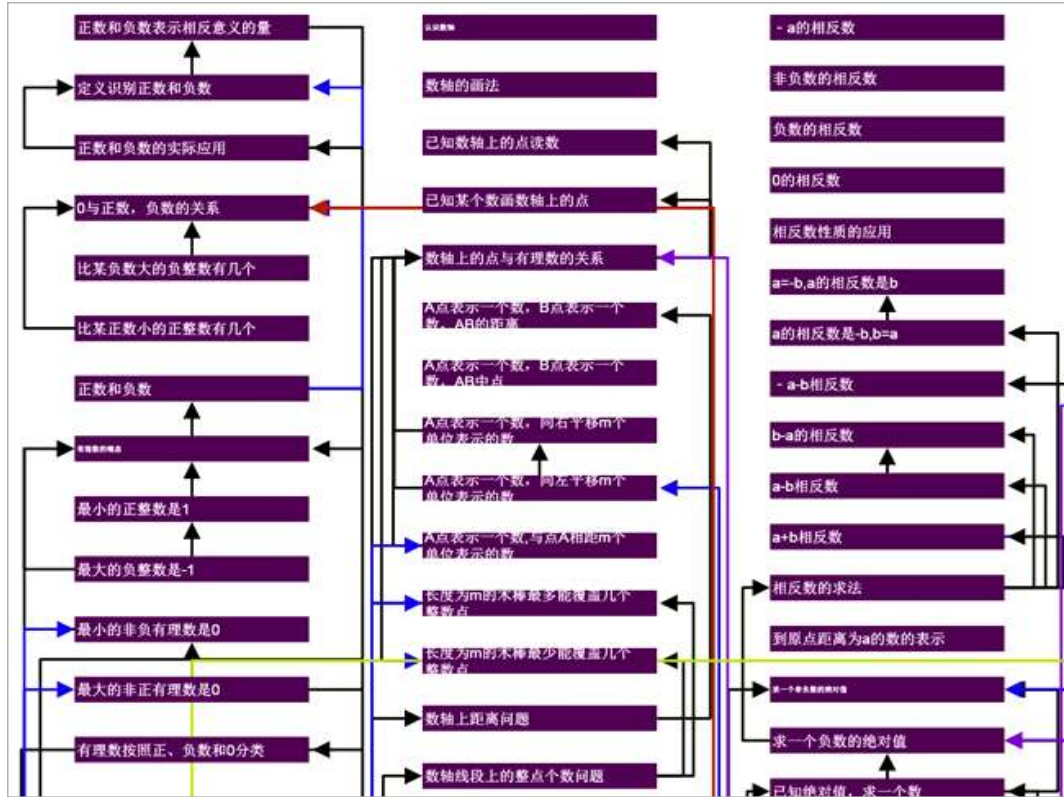 正数和负数表示相反意义的量
定义识别正数和负数
正数和负数的实际应用
0与正数，负数的关系
比某负数大的负整数有几个
比某正数小的正整数有几个
正数和负数
有理数的概念
最小的正整数是1
最大的负整数是-1
最小的非负有理数是0
最大的非正有理数是0
有理数按照正、负数和0分类
认识数轴
数轴的画法
已知数轴上的点读数
已知某个数画数轴上的点
数轴上的点与有理数的关系
A点表示一个数，B点表示一个
数，AB的距离
A点表示一个数，B点表示一个
数，AB中点
A点表示一个数，向右平移m个
单位表示的数
A点表示一个数，向左平移m个
单位表示的数
A点表示一个数,与点A相距m个
单位表示的数
长度为m的木棒最多能覆盖几个
整数点
长度为m的木棒最少能覆盖几个
整数点
数轴上距离问题
数轴线段上的整点个数问题
－a的相反数
非负数的相反数
负数的相反数
0的相反数
相反数性质的应用
a=-b,a的相反数是b
a的相反数是-b,b=a
－a-b相反数
b-a的相反数
a-b相反数
a+b相反数
相反数的求法
到原点距离为a的数的表示
求一个非负数的绝对值
求一个负数的绝对值
已知绝对值，求一个数